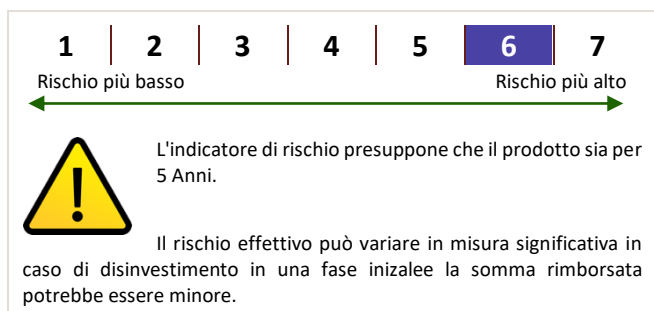 1 2 3 4 5 6 7
Rischio più basso Rischio più alto
L'indicatore di rischio presuppone che il prodotto sia per
5 Anni.
Il rischio effettivo può variare in misura significativa in
caso di disinvestimento in una fase inizalee la somma rimborsata
potrebbe essere minore.